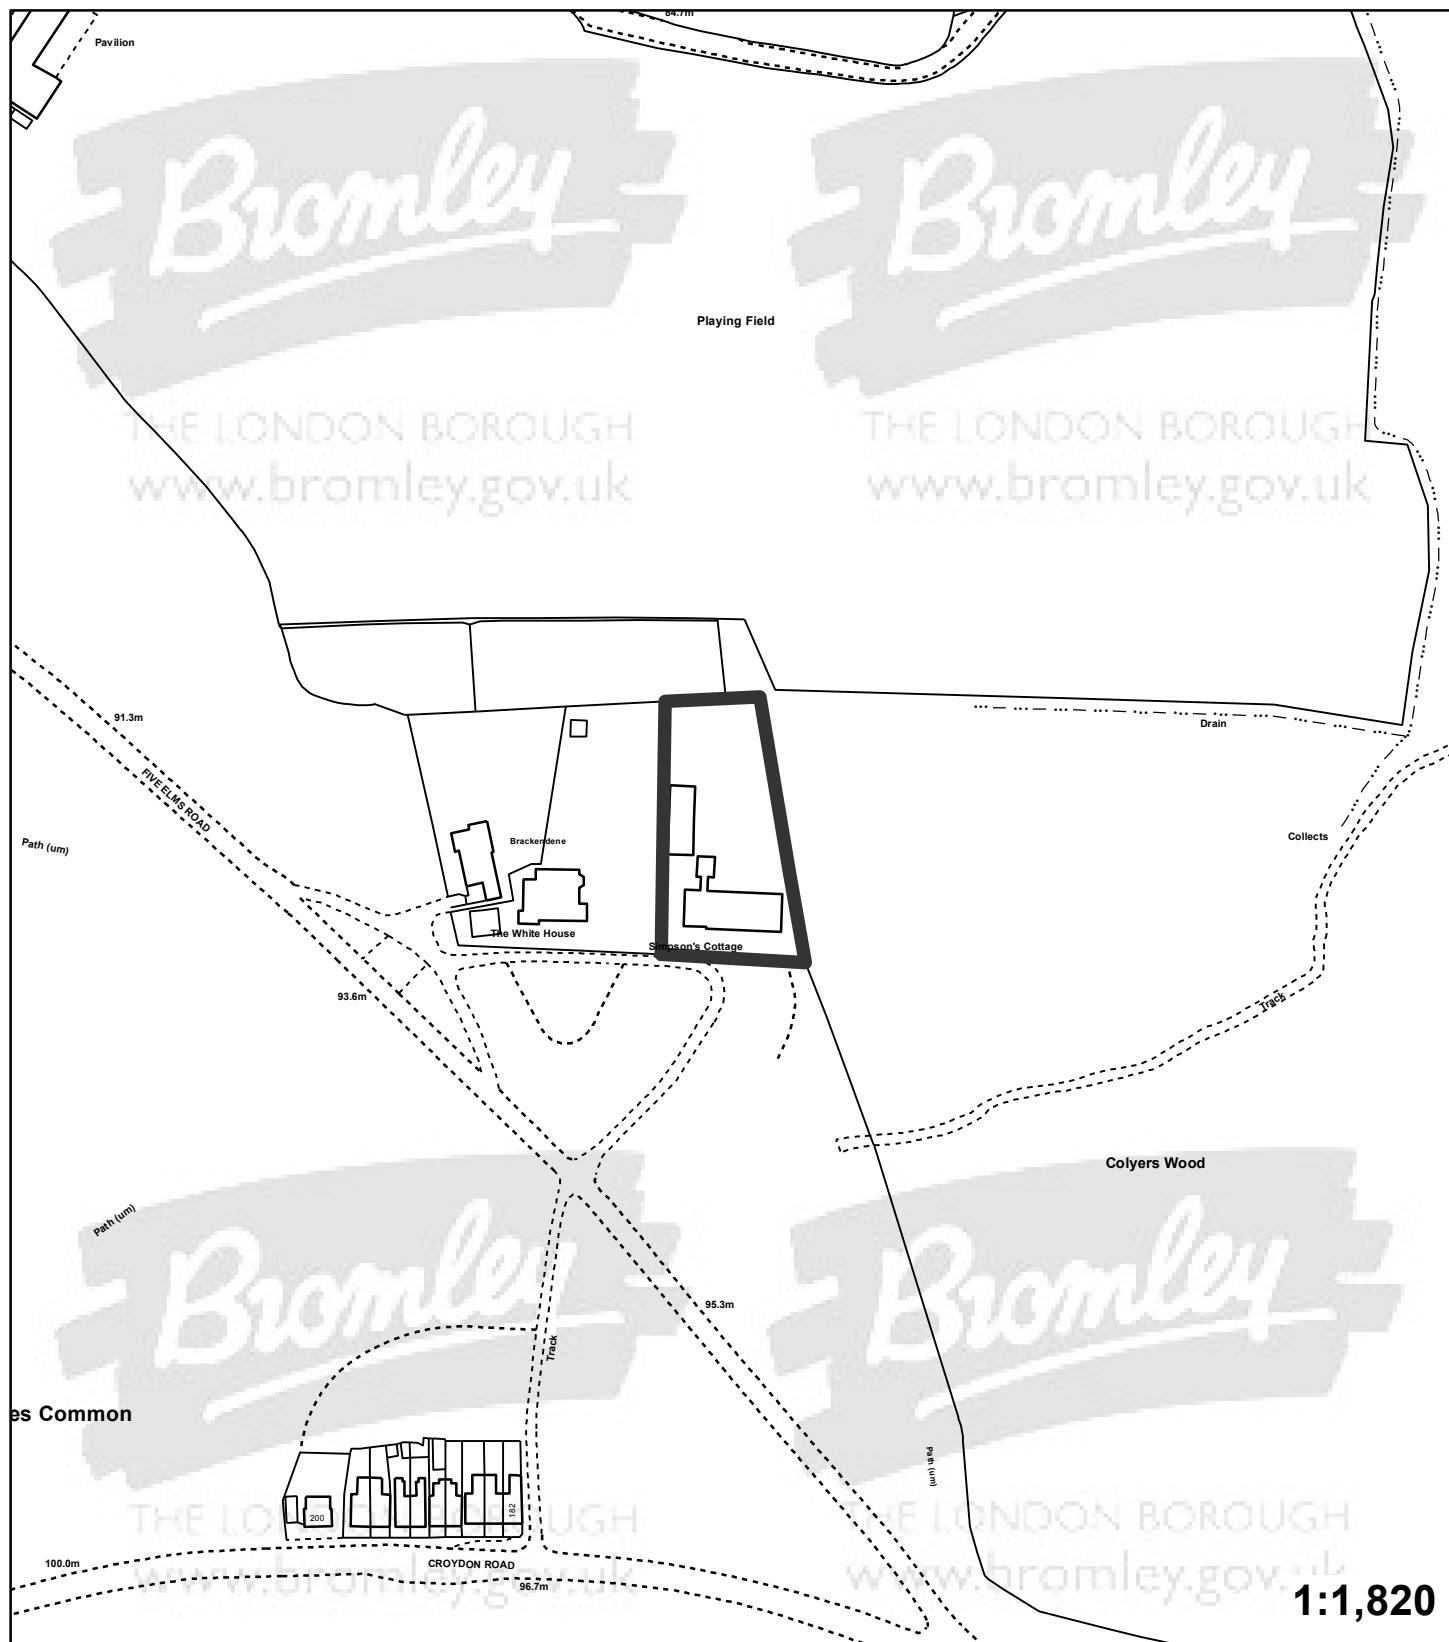 84.7m
Pavilion
Bromley
Bromley
Playing Field
THE LONDON BOROUGH
THE LONDON BOROUGH
www.bromley.gov.uk
www.bromley.gov.uk
91.3m
Drain
FIVE ELMS ROAD
Path (um)
Brackendene
Collects
The White House
Simpson's Cottage
93.6m
Track
Colyers Wood
Path (um)
Bromley
Bromley
95.3m
Track
es Common
Path (um)
200
182
THE LONDON BOROUGH
THE LONDON BOROUGH
100.0m
CROYDON ROAD
96.7m
www.bromley.gov.uk
www.bromley.gov.uk
1:1,820